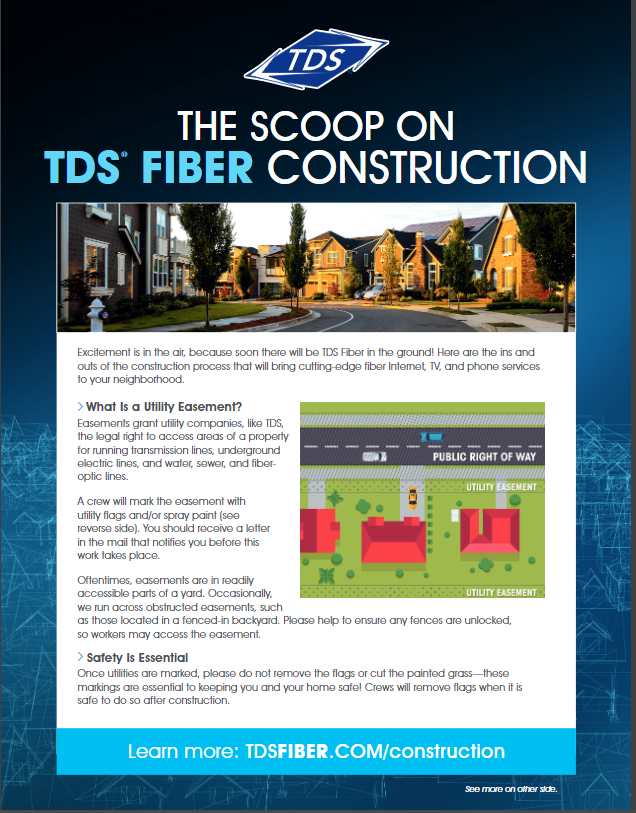 TDS
THE SCOOP ON
TDS® FIBER CONSTRUCTION
Excitement is in the air, because soon there will be TDS Fiber in the ground! Here are the ins and
outs of the construction process that will bring cutting-edge fiber Internet, TV, and phone services
to your neighborhood.
What Is a Utility Easement?
Easements grant utility companies, like TDS,
the legal right to access areas of a property
for running transmission lines, underground
electric lines, and water, sewer, and fiber-
optic lines.
A crew will mark the easement with
utility flags and/or spray paint (see
reverse side). You should receive a letter
in the mail that notifies you before this
work takes place.
Oftentimes, easements are in readily
accessible parts of a yard. Occasionally,
we run across obstructed easements, such
as those located in a fenced-in backyard. Please help to ensure any fences are unlocked,
so workers may access the easement.
PUBLIC RIGHT OF WAY
UTILITY EASEMENT
UTILITY EASEMENT
Safety Is Essential
Once utilities are marked, please do not remove the flags or cut the painted grass—these
markings are essential to keeping you and your home safe! Crews will remove flags when it is
safe to do so after construction.
Learn more: TDSFIBER.COM/construction
See more on other side.